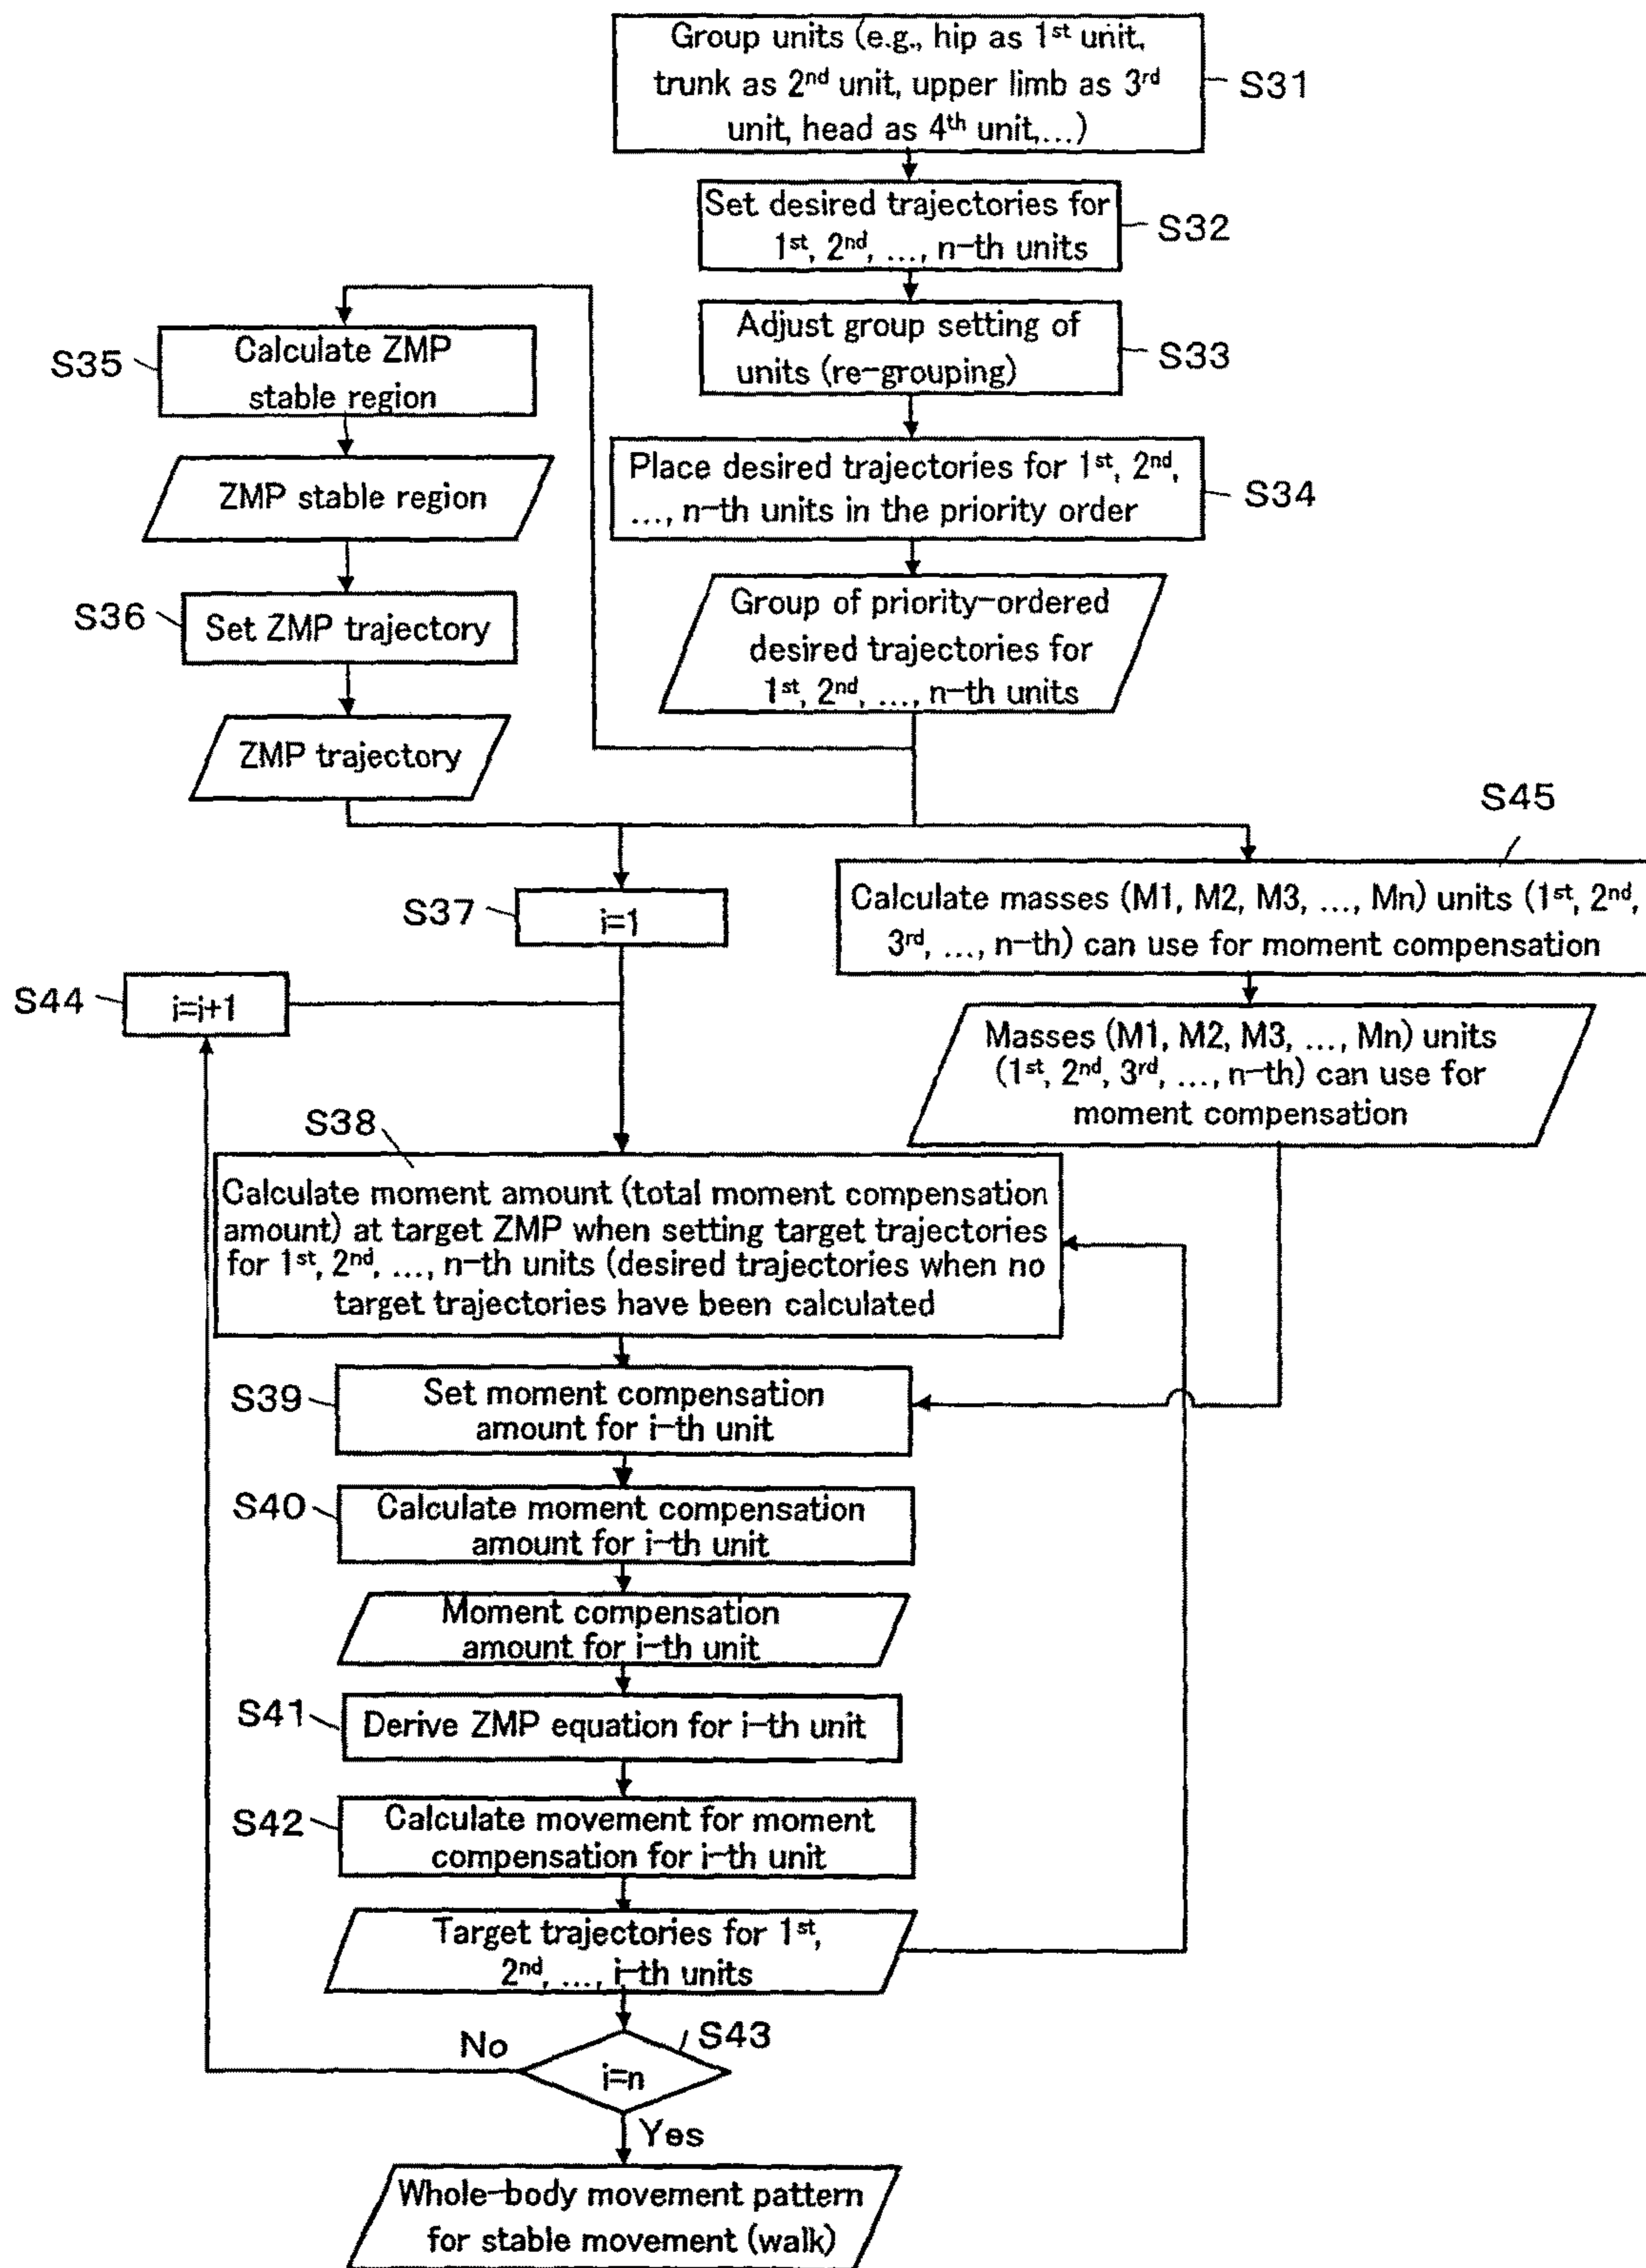 Group units (e.g., hip as 1st unit,
trunk as 2nd unit, upper limb as 3rd
unit, head as 4th unit,...)
S31
Set desired trajectories for
1st, 2nd, ..., n-th units
S32
Adjust group setting of
units (re-grouping)
S33
Place desired trajectories for 1st, 2nd,
..., n-th units in the priority order
S34
Group of priority-ordered
desired trajectories for
1st, 2nd, ..., n-th units
S35
Calculate ZMP
stable region
ZMP stable region
S36
Set ZMP trajectory
ZMP trajectory
S45
Calculate masses (M1, M2, M3, ..., Mn) units (1st, 2nd,
3rd, ..., n-th) can use for moment compensation
Masses (M1, M2, M3, ..., Mn) units
(1st, 2nd, 3rd, ..., n-th) can use for
moment compensation
S37
i=1
S44
i=i+1
S38
Calculate moment amount (total moment compensation
amount) at target ZMP when setting target trajectories
for 1st, 2nd, ..., n-th units (desired trajectories when no
target trajectories have been calculated
S39
Set moment compensation
amount for i-th unit
S40
Calculate moment compensation
amount for i-th unit
Moment compensation
amount for i-th unit
S41
Derive ZMP equation for i-th unit
S42
Calculate movement for moment
compensation for i-th unit
Target trajectories for 1st,
2nd, ..., i-th units
S43
i=n
No
Yes
Whole-body movement pattern
for stable movement (walk)